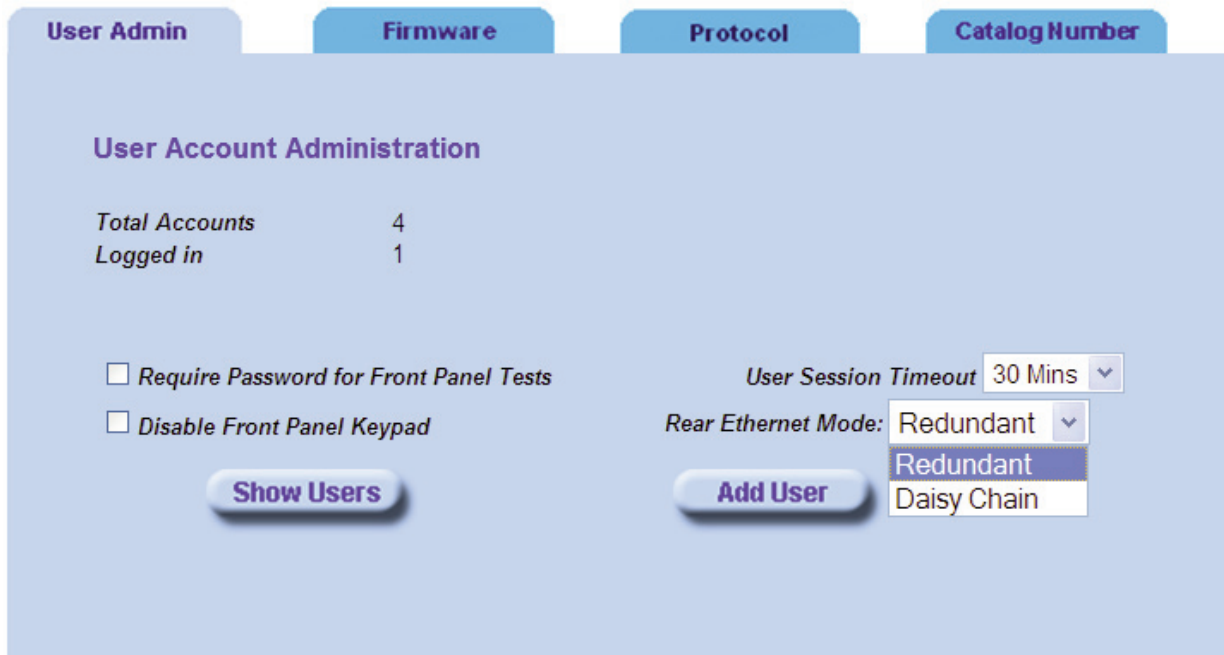 User Admin Firmware Protocol Catalog Number
User Account Administration
Total Accounts 4
Logged in 1
Require Password for Front Panel Tests User Session Timeout 30 Mins
Disable Front Panel Keypad Rear Ethernet Mode: Redundant
Redundant
Show Users Add User Daisy Chain